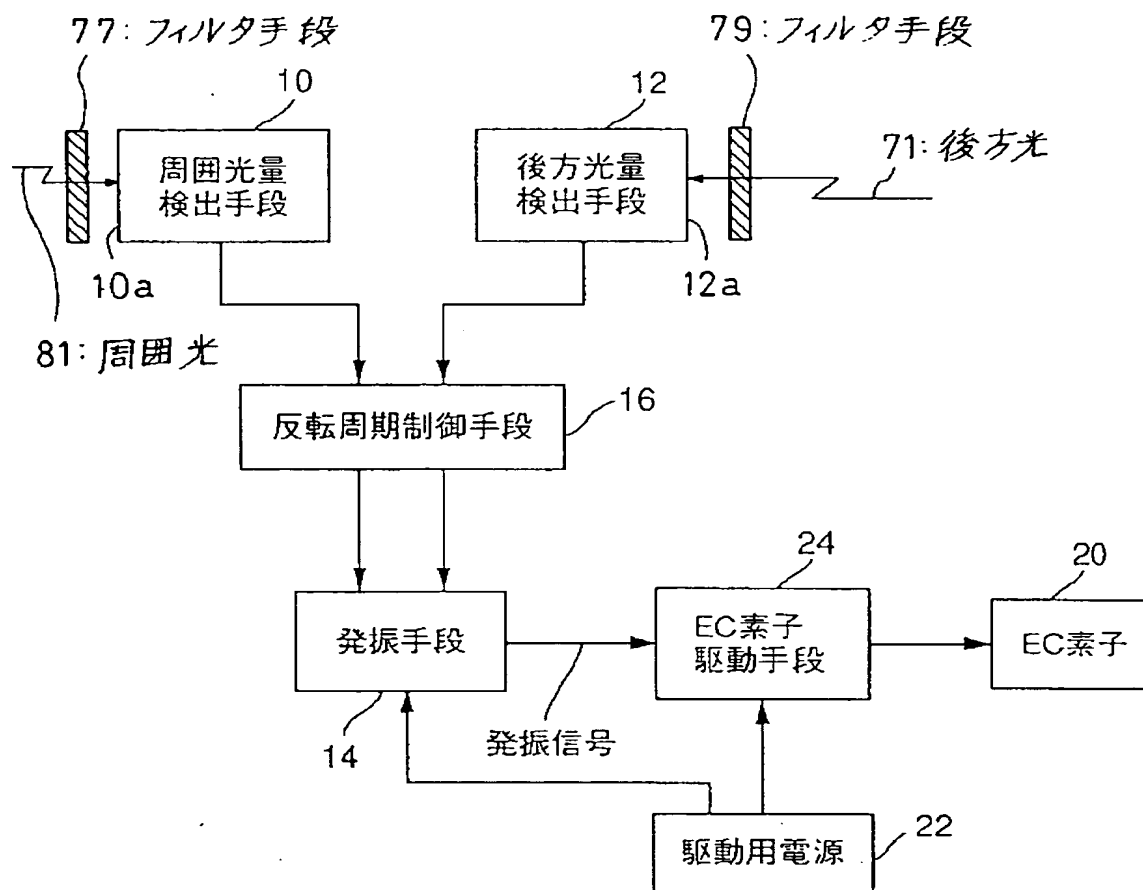 77:フィルタ手段
79:フィルタ手段
10
12
周囲光量
検出手段
後方光量
検出手段
71:後方光
10a
12a
81:周囲光
反転周期制御手段
16
24
20
発振手段
EC素子
駆動手段
EC素子
14
発振信号
駆動用電源
22